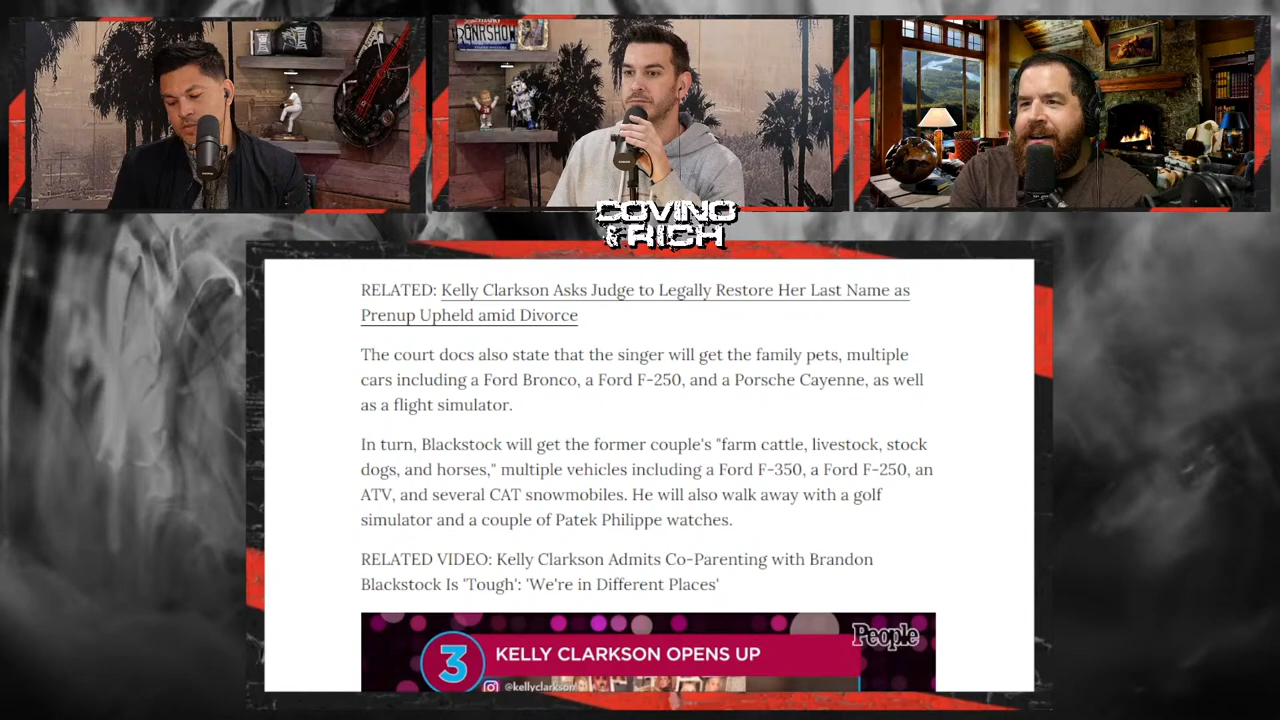 BONRSHOW
COVINO
& RICH
RELATED: Kelly Clarkson Asks Judge to Legally Restore Her Last Name as
Prenup Upheld amid Divorce
The court docs also state that the singer will get the family pets, multiple
cars including a Ford Bronco, a Ford F-250, and a Porsche Cayenne, as well
as a flight simulator.
In turn, Blackstock will get the former couple's "farm cattle, livestock, stock
dogs, and horses," multiple vehicles including a Ford F-350, a Ford F-250, an
ATV, and several CAT snowmobiles. He will also walk away with a golf
simulator and a couple of Patek Philippe watches.
RELATED VIDEO: Kelly Clarkson Admits Co-Parenting with Brandon
Blackstock Is 'Tough': 'We're in Different Places'
People
3
KELLY CLARKSON OPENS UP
@kellyclarkson